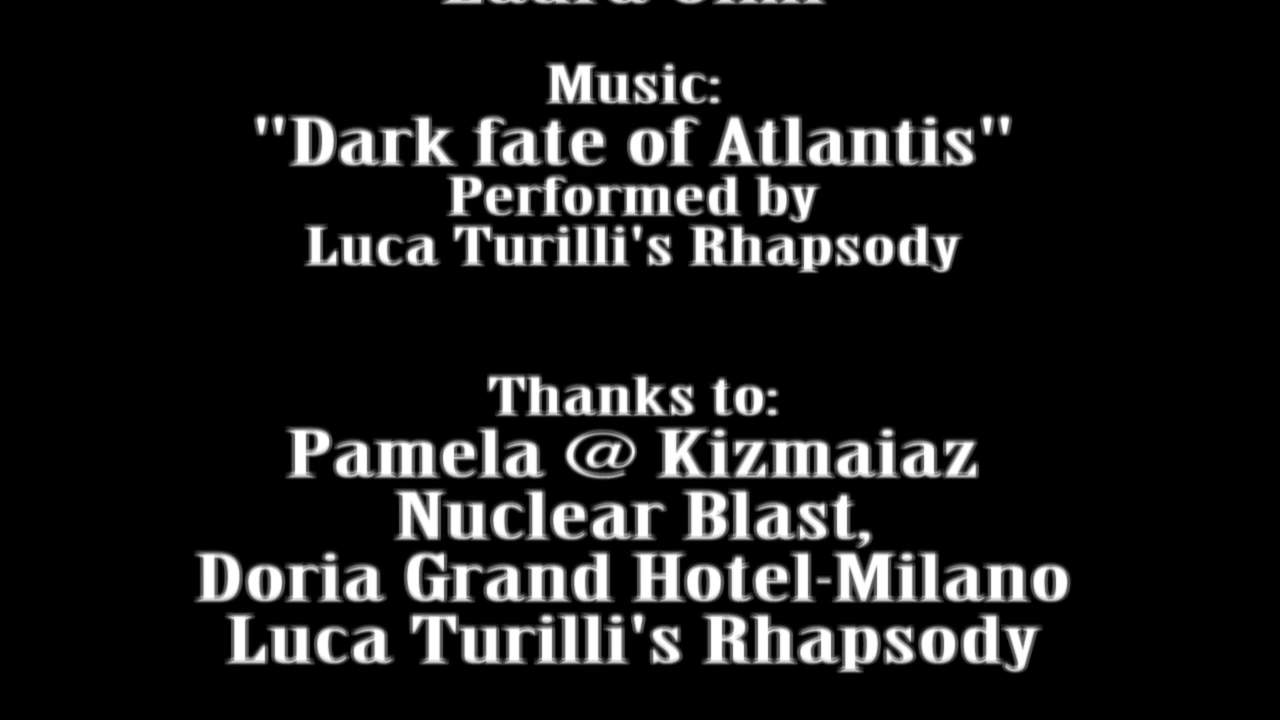 Music:
"Dark fate of Atlantis"
Performed by
Luca Turilli's Rhapsody
Thanks to:
Pamela @ Kizmaiaz
Nuclear Blast,
Doria Grand Hotel-Milano
Luca Turilli's Rhapsody